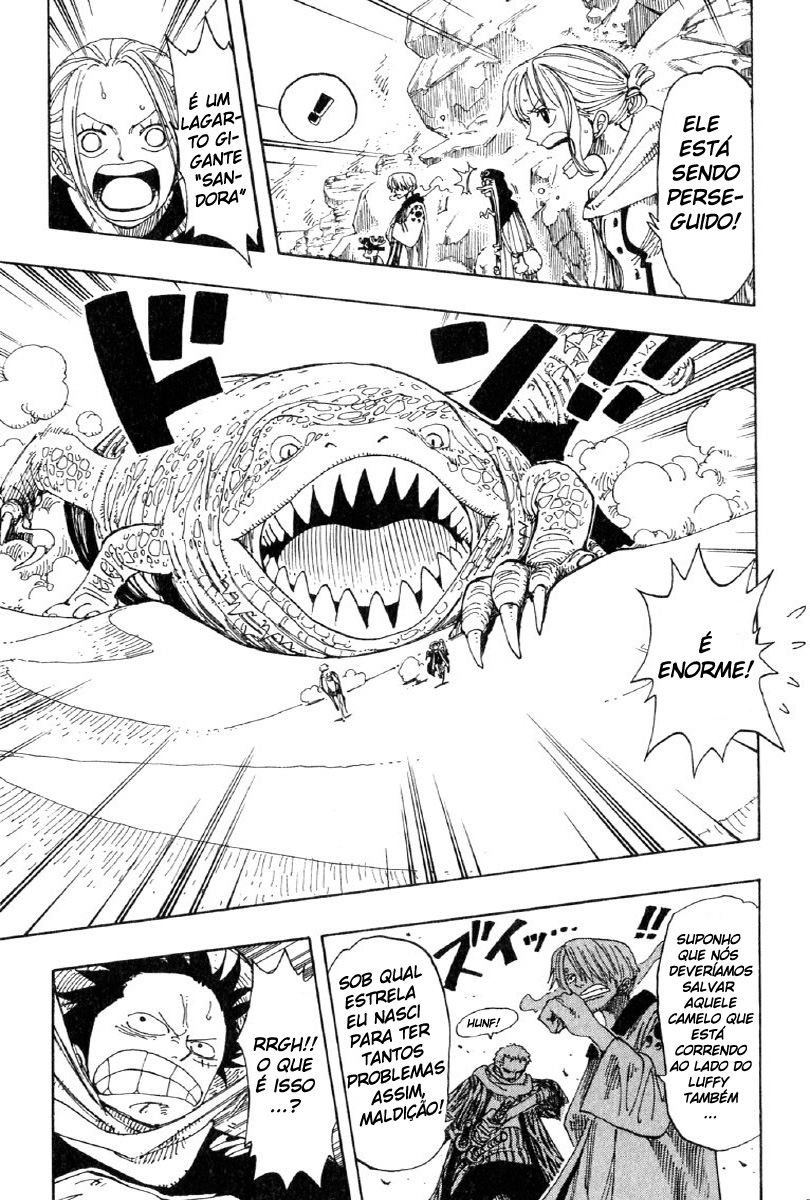 ELE
ESTÁ
SENDO
PERSE-
GUIDO!
!
É UM
LAGAR-
TO GI-
GANTE
"SAN-
DORA"
ドーン!!
É
ENORME!
SUPONHO
QUE NÓS
DEVERÍAMOS
SALVAR
AQUELE
CAMELO QUE
ESTÁ
CORRENDO
AO LADO DO
LUFFY
TAMBÉM
...
!!
ズイッ...
HUNF!
SOB QUAL
ESTRELA
EU NASCI
PARA TER
TANTOS
PROBLEMAS
ASSIM,
MALDIÇÃO!
RRGH!!
O QUE
É ISSO
...?